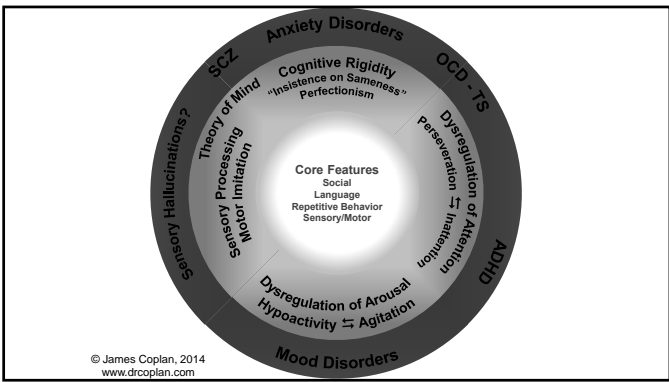 Anxiety Disorders
SCZ
OCD - TS
Cognitive Rigidity
“Insistence on Sameness”
Perfectionism
Theory of Mind
Sensory Hallucinations?
Sensory Processing
Motor Imitation
Core Features
Social
Language
Repetitive Behavior
Sensory/Motor
Dysregulation of Attention
Perseveration ⇆ Inattention
ADHD
Dysregulation of Arousal
Hypoactivity ⇆ Agitation
Mood Disorders
© James Coplan, 2014
www.drcoplan.com